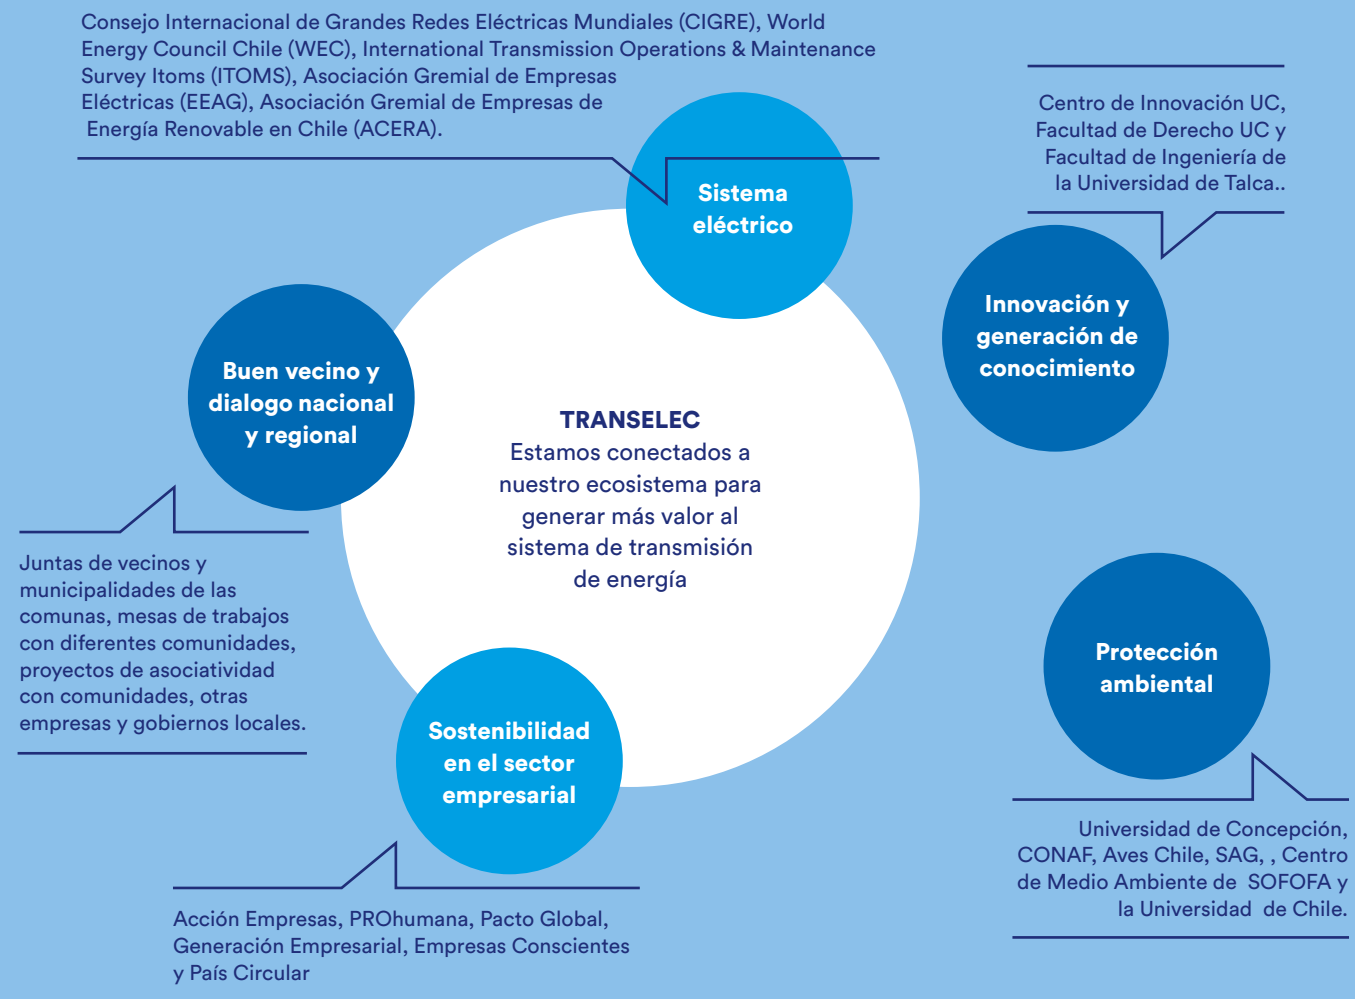 Consejo Internacional de Grandes Redes Eléctricas Mundiales (CIGRE), World
Energy Council Chile (WEC), International Transmission Operations & Maintenance
Survey Itoms (ITOMS), Asociación Gremial de Empresas
Eléctricas (EEAG), Asociación Gremial de Empresas de
Energía Renovable en Chile (ACERA).
Sistema
eléctrico
Centro de Innovación UC,
Facultad de Derecho UC y
Facultad de Ingeniería de
la Universidad de Talca..
Innovación y
generación de
conocimiento
Buen vecino y
dialogo nacional
y regional
TRANSELEC
Estamos conectados a
nuestro ecosistema para
generar más valor al
sistema de transmisión
de energía
Juntas de vecinos y
municipalidades de las
comunas, mesas de trabajos
con diferentes comunidades,
proyectos de asociatividad
con comunidades, otras
empresas y gobiernos locales.
Protección
ambiental
Sostenibilidad
en el sector
empresarial
Universidad de Concepción,
CONAF, Aves Chile, SAG, , Centro
de Medio Ambiente de SOFOFA y
la Universidad de Chile.
Acción Empresas, PROhumana, Pacto Global,
Generación Empresarial, Empresas Conscientes
y País Circular